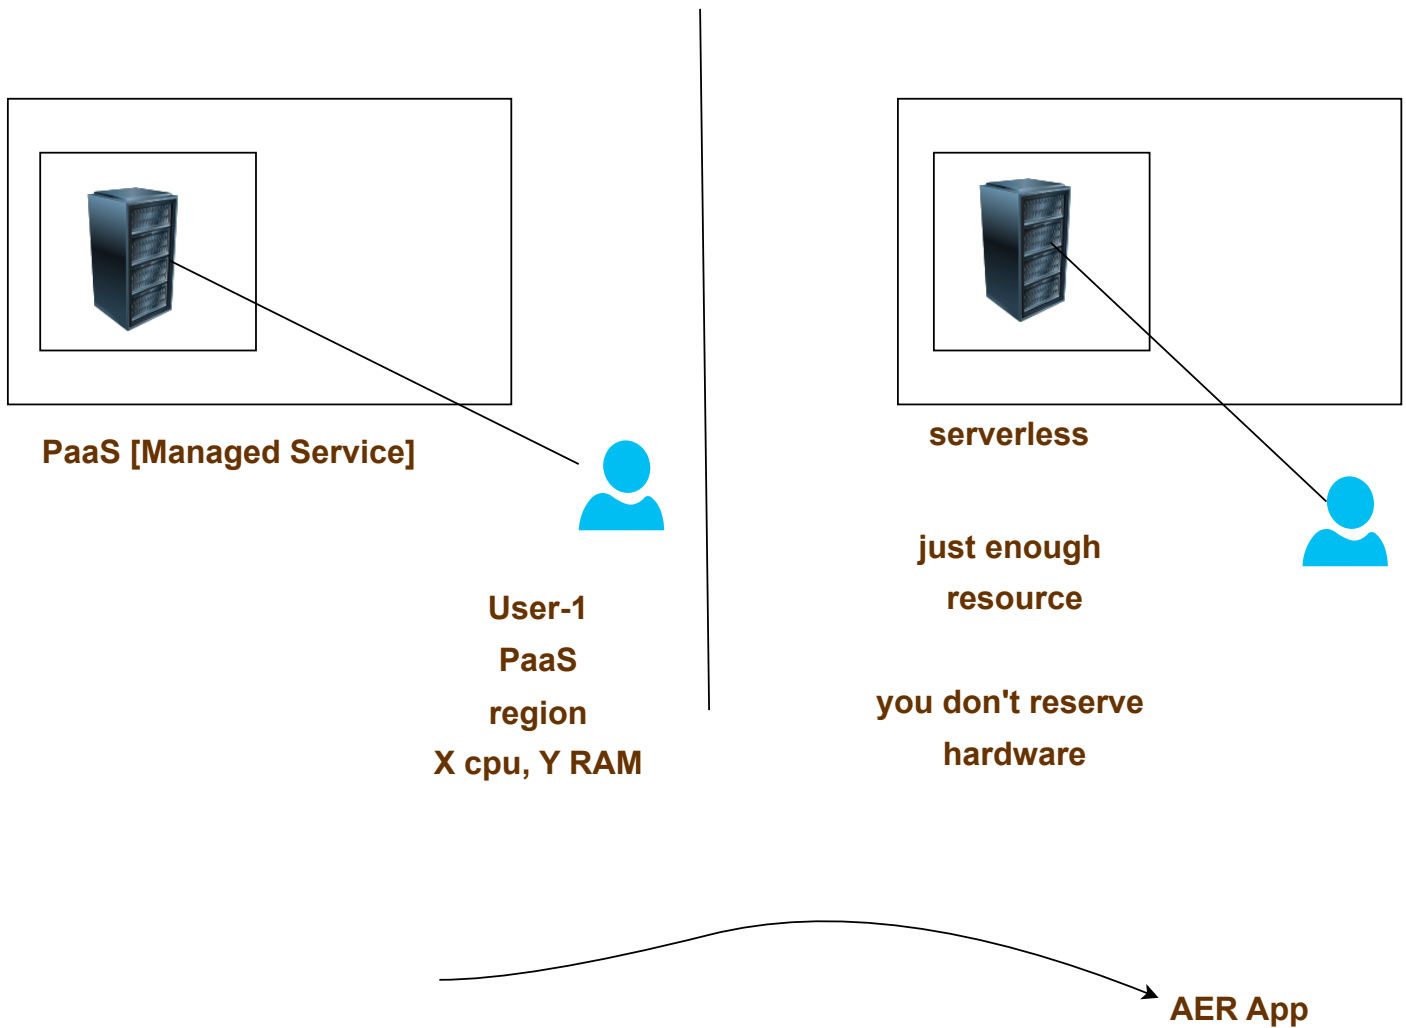 PaaS [Managed Service]
User-1
PaaS
region
X cpu, Y RAM
serverless
just enough
resource
you don't reserve
hardware
AER App